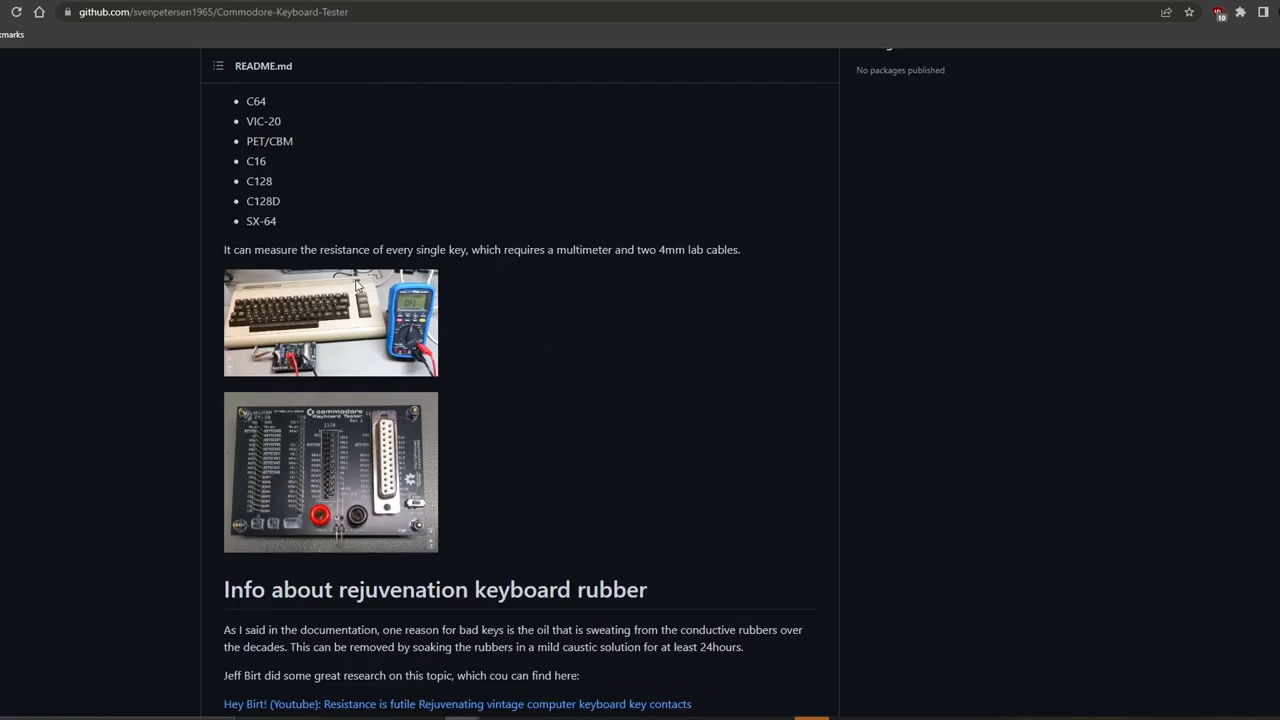 github.com/svenpetersen1965/Commodore-Keyboard-Tester
10
kmarks
README.md
No packages published
C64
VIC-20
PET/CBM
C16
C128
C128D
SX-64
It can measure the resistance of every single key, which requires a multimeter and two 4mm lab cables.
Commodore
Keyboard Tester
Info about rejuvenation keyboard rubber
As I said in the documentation, one reason for bad keys is the oil that is sweating from the conductive rubbers over
the decades. This can be removed by soaking the rubbers in a mild caustic solution for at least 24hours.
Jeff Birt did some great research on this topic, which cou can find here:
Hey Birt! (Youtube): Resistance is futile Rejuvenating vintage computer keyboard key contacts